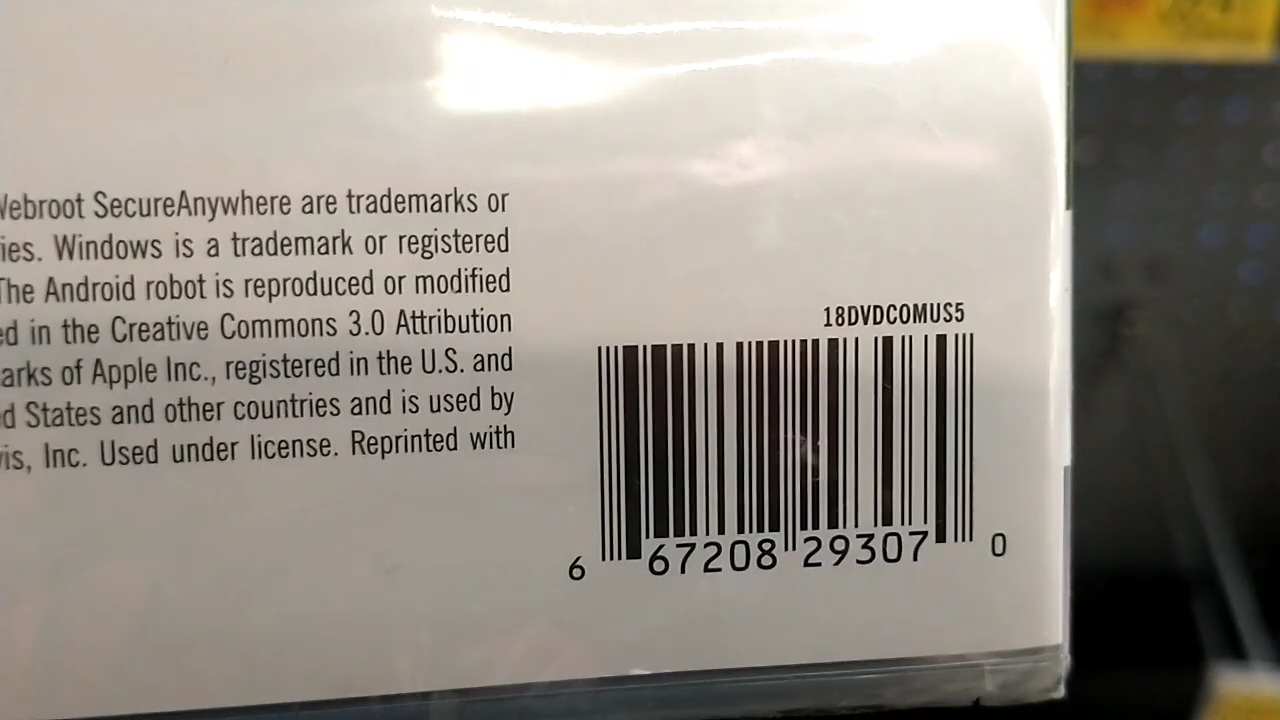 Webroot SecureAnywhere are trademarks or
ies. Windows is a trademark or registered
The Android robot is reproduced or modified
ed in the Creative Commons 3.0 Attribution
arks of Apple Inc., registered in the U.S. and
d States and other countries and is used by
vis, Inc. Used under license. Reprinted with
18DVDCOMUS5
6 67208 29307 0